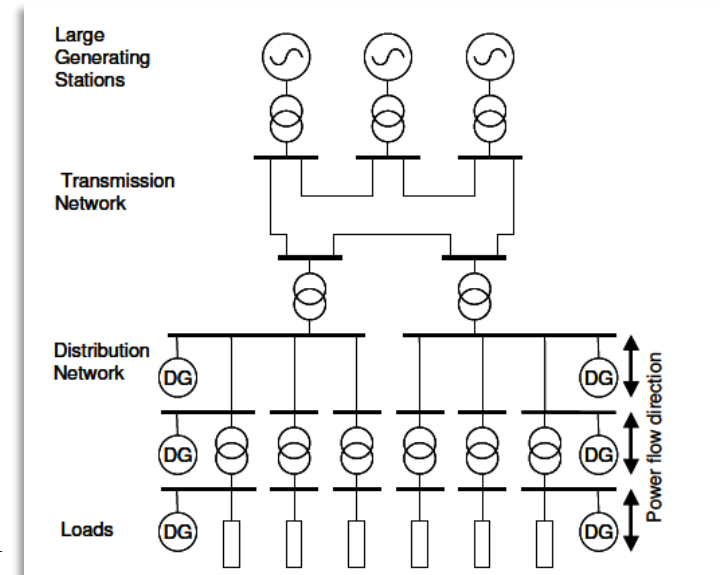 Large
Generating
Stations
Transmission
Network
Distribution
Network
DG
DG
DG
DG
Power flow direction
Loads
DG
DG